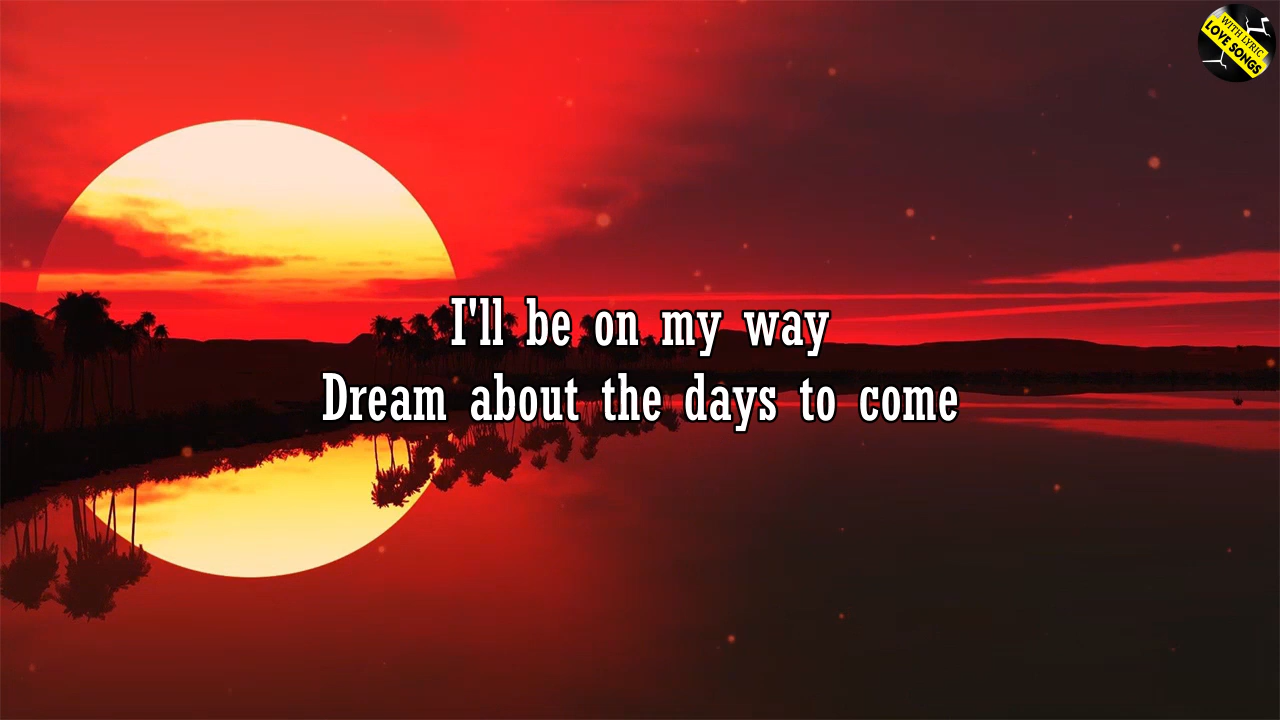 WITH LYRIC
LOVE SONGS
I'll be on my way
Dream about the days to come